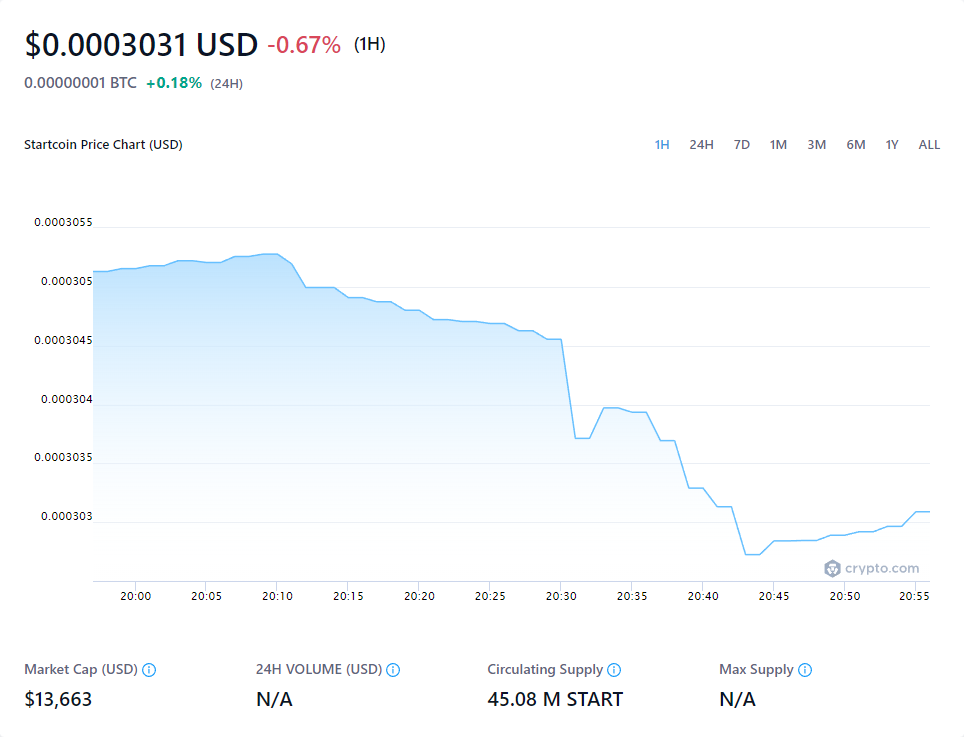 $0.0003031 USD -0.67% (1H)
0.00000001 BTC +0.18% (24H)
Startcoin Price Chart (USD) 1H 24H 7D 1M 3M 6M 1Y ALL
0.0003055
0.000305
0.0003045
0.000304
0.0003035
0.000303
crypto.com
20:00 20:05 20:10 20:15 20:20 20:25 20:30 20:35 20:40 20:45 20:50 20:55
Market Cap (USD) 24H VOLUME (USD) Circulating Supply Max Supply
$13,663 N/A 45.08 M START N/A